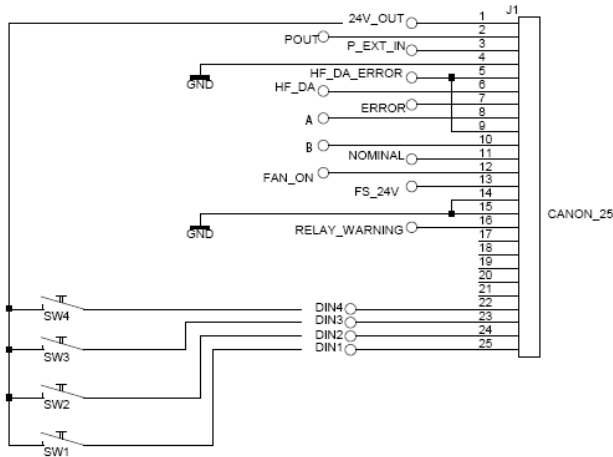 J1
24V_OUT 1
POUT 2
P_EXT_IN 3
4
GND
HF_DA_ERROR 5
HF_DA 6
ERROR 7
A 8
9
B 10
NOMINAL 11
FAN_ON 12
FS_24V 13
14
GND
15
CANON_25
RELAY_WARNING 16
17
18
19
20
21
SW4 DIN4 22
SW3 DIN3 23
SW2 DIN2 24
SW1 DIN1 25